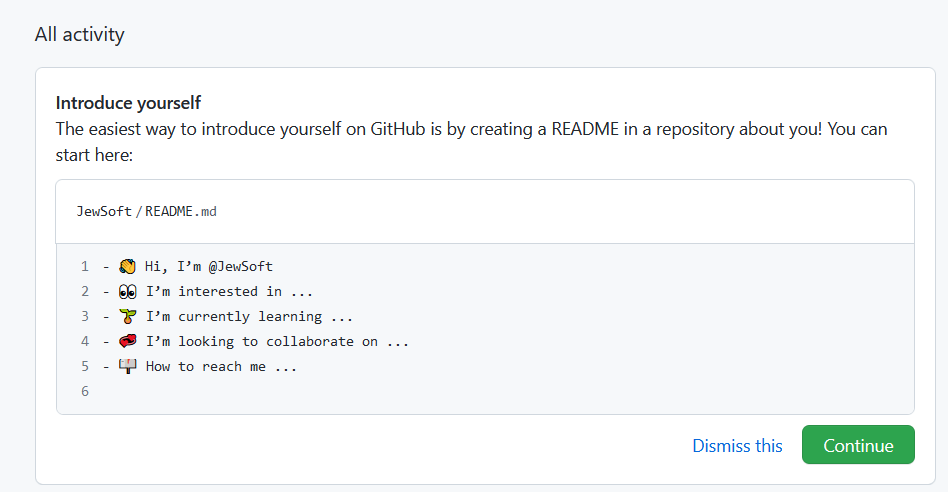 All activity
Introduce yourself
The easiest way to introduce yourself on GitHub is by creating a README in a repository about you! You can
start here:
JewSoft / README.md
1 - 👋 Hi, I’m @JewSoft
2 - 👀 I’m interested in ...
3 - 🌱 I’m currently learning ...
4 - 💞️ I’m looking to collaborate on ...
5 - 📫 How to reach me ...
6
Dismiss this Continue